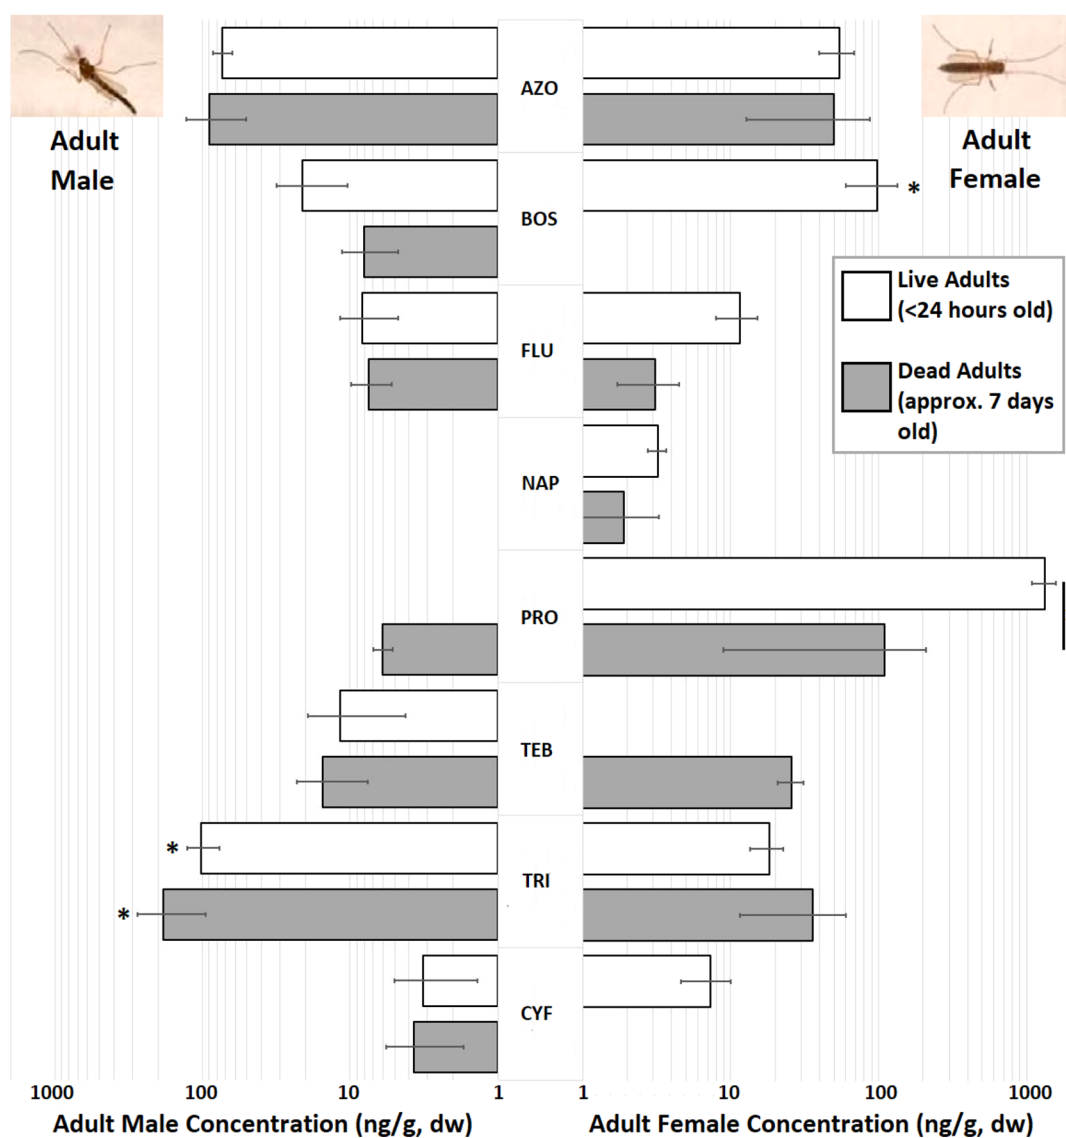 Adult
Male
Adult
Female
AZO
BOS
*
Live Adults
(<24 hours old)
Dead Adults
(approx. 7 days
old)
FLU
NAP
PRO
TEB
*
TRI
*
CYF
1000 100 10 1 1 10 100 1000
Adult Male Concentration (ng/g, dw) Adult Female Concentration (ng/g, dw)